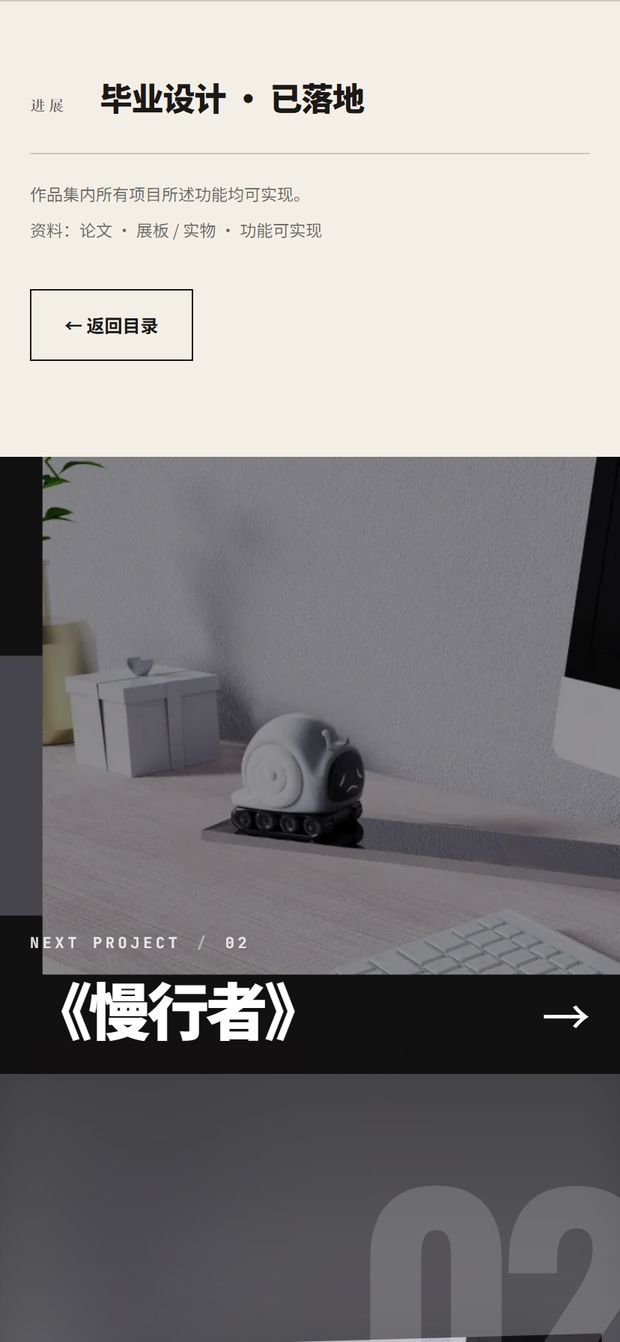 进展
毕业设计 · 已落地
作品集内所有项目所述功能均可实现。
资料：论文 · 展板 / 实物 · 功能可实现
← 返回目录
NEXT PROJECT / 02
《慢行者》
→
02